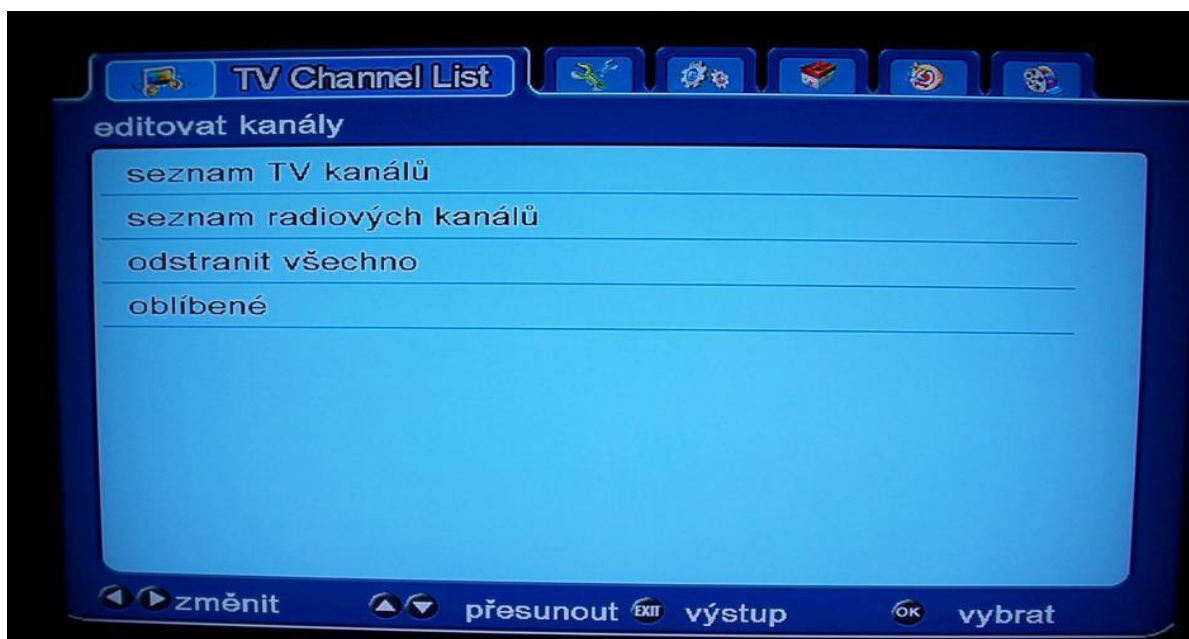 TV Channel List
editovat kanály
seznam TV kanálů
seznam radiových kanálů
odstranit všechno
oblíbené
změnit přesunout EXIT výstup OK vybrat